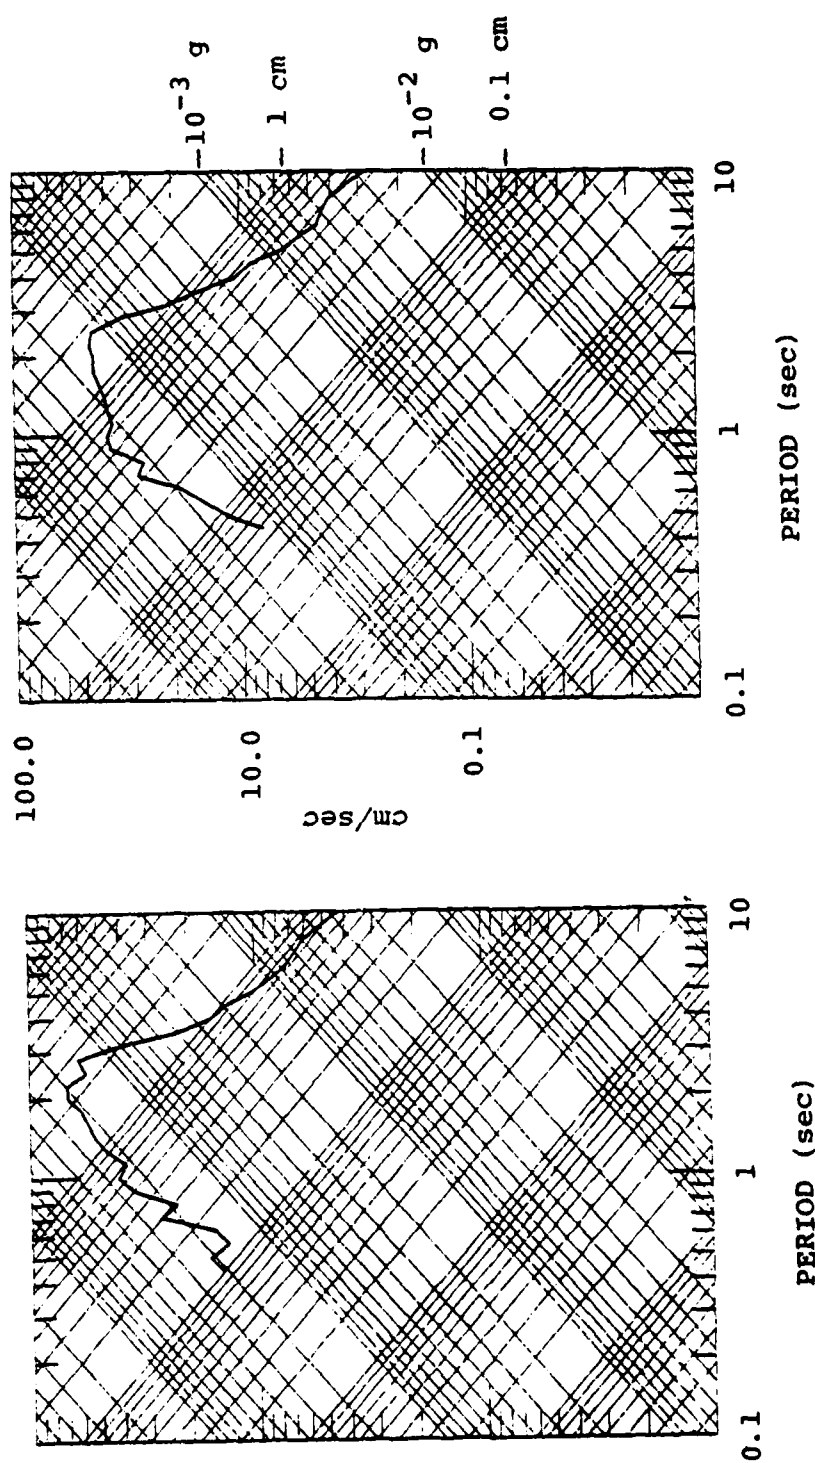 100.0
10.0
0.1
cm/sec
0.1
1
10
PERIOD (sec)
-10-3 g
- 1 cm
-10-2 g
- 0.1 cm
0.1
1
10
PERIOD (sec)